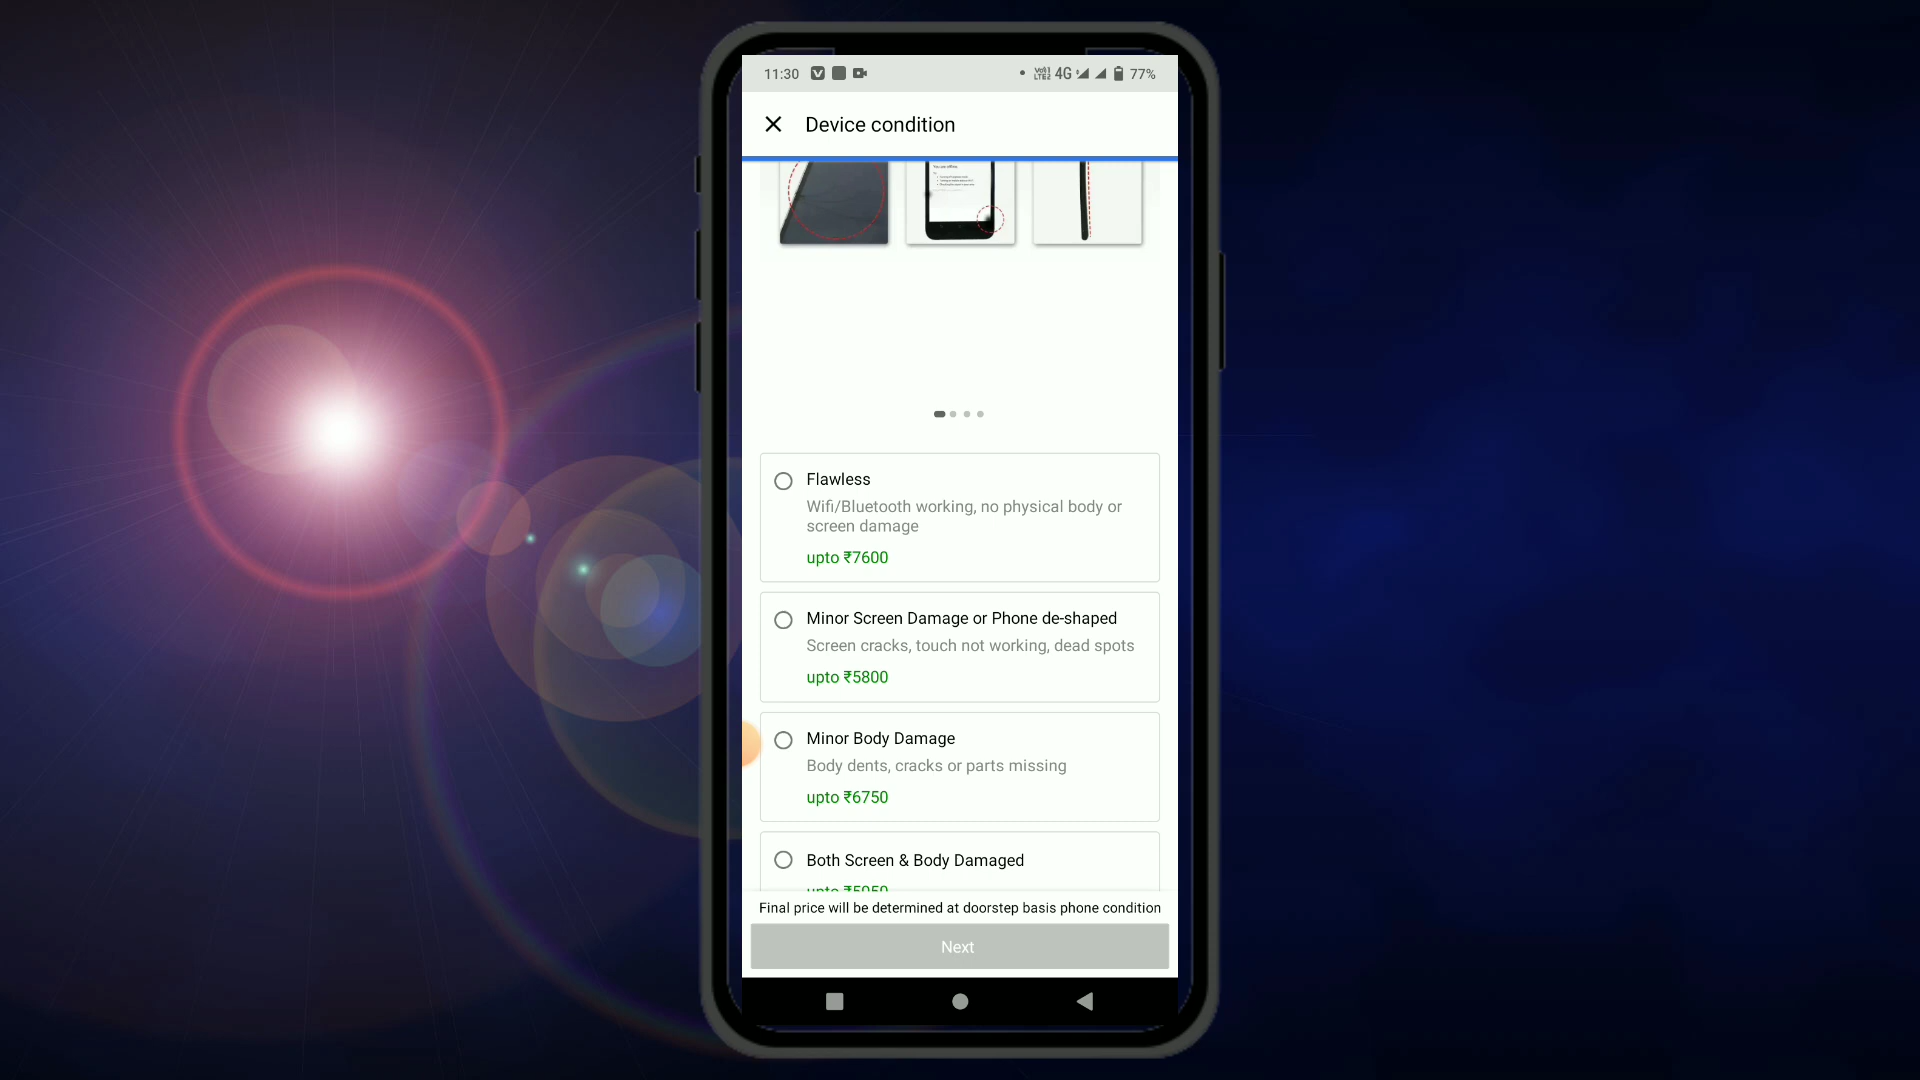 11:30 4G 77%
Device condition
Flawless
Wifi/Bluetooth working, no physical body or
screen damage
upto ₹7600
Minor Screen Damage or Phone de-shaped
Screen cracks, touch not working, dead spots
upto ₹5800
Minor Body Damage
Body dents, cracks or parts missing
upto ₹6750
Both Screen & Body Damaged
upto
Final price will be determined at doorstep basis phone condition
Next